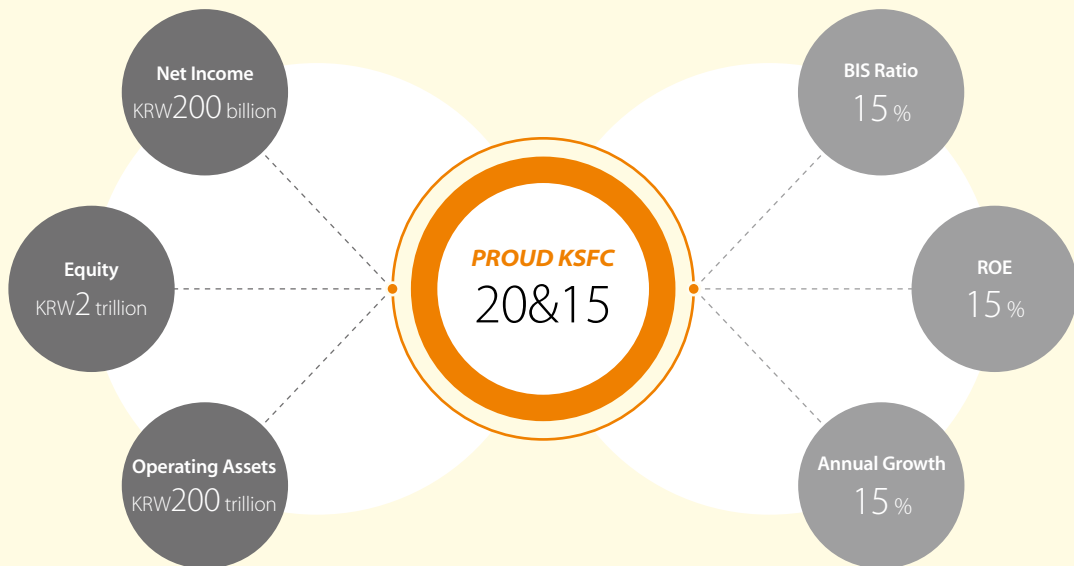 Net Income
KRW200 billion
Equity
KRW2 trillion
Operating Assets
KRW200 trillion
PROUD KSFC
20&15
BIS Ratio
15 %
ROE
15 %
Annual Growth
15 %